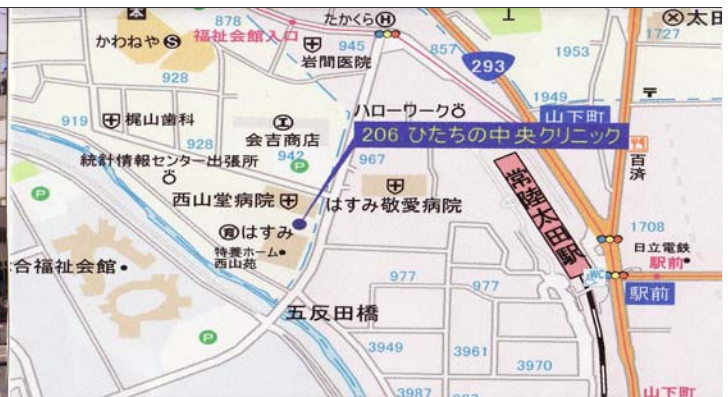 878
福祉会館入口
たかくらⒽ
945
岩間医院
857
293
1953
1727
かわねやⓈ
928
1949
〒
山下町
919
梶山歯科
928
会吉商店
942
ハローワーク
206 ひたちの中央クリニック
967
百済
統計情報センター出張所
西山堂病院
はすみ敬愛病院
常陸太田駅
はすみ
特養ホーム
西山苑
1708
日立電鉄
駅前
合福祉会館
977
977
WC
駅前
五反田橋
3949
3961
3970
3987
山下町